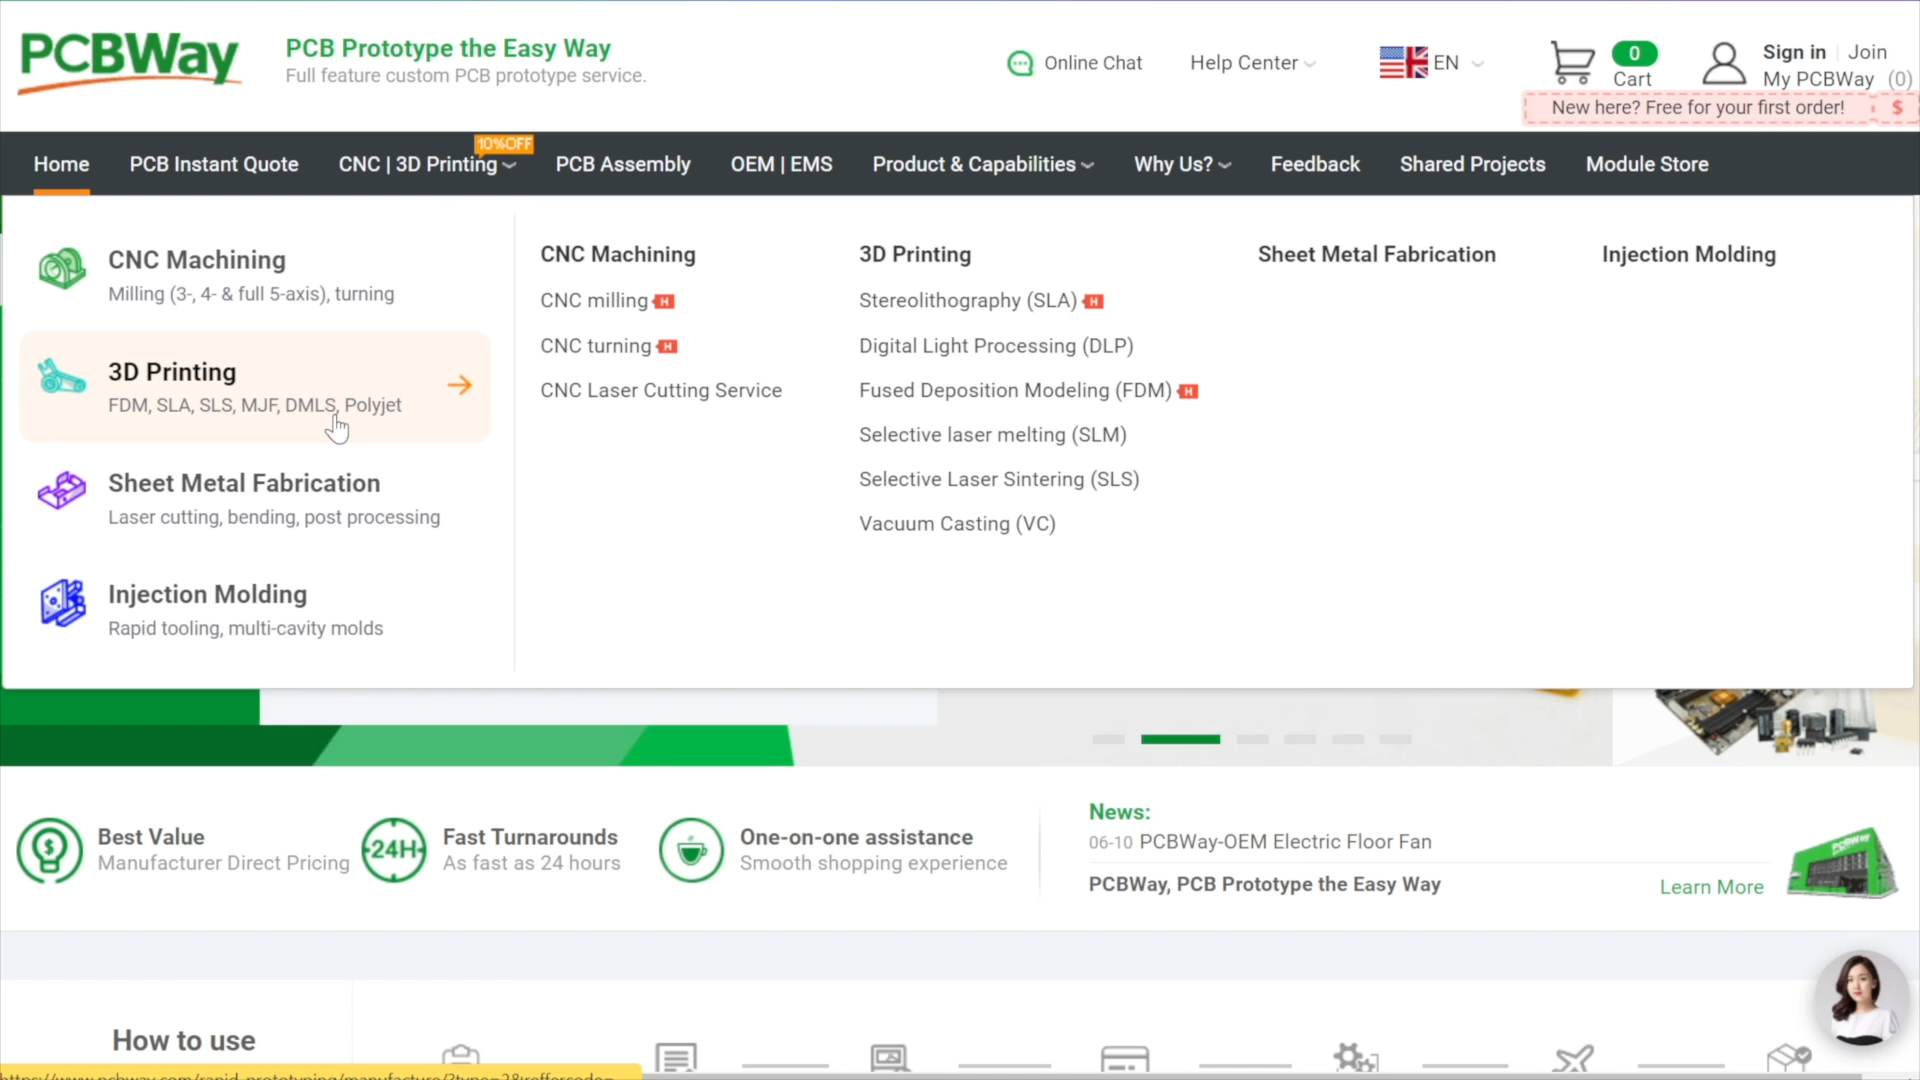 PCBWay
PCB Prototype the Easy Way
Full feature custom PCB prototype service.
Online Chat
Help Center
EN
0
Cart
Sign in
Join
My PCBWay (0)
New here? Free for your first order!
$
10%OFF
Home
PCB Instant Quote
CNC | 3D Printing
PCB Assembly
OEM | EMS
Product & Capabilities
Why Us?
Feedback
Shared Projects
Module Store
CNC Machining
Milling (3-, 4- & full 5-axis), turning
3D Printing
FDM, SLA, SLS, MJF, DMLS, Polyjet
Sheet Metal Fabrication
Laser cutting, bending, post processing
Injection Molding
Rapid tooling, multi-cavity molds
CNC Machining
CNC milling H
CNC turning H
CNC Laser Cutting Service
3D Printing
Stereolithography (SLA) H
Digital Light Processing (DLP)
Fused Deposition Modeling (FDM) H
Selective laser melting (SLM)
Selective Laser Sintering (SLS)
Vacuum Casting (VC)
Sheet Metal Fabrication
Injection Molding
Best Value
Manufacturer Direct Pricing
24H
Fast Turnarounds
As fast as 24 hours
One-on-one assistance
Smooth shopping experience
News:
06-10 PCBWay-OEM Electric Floor Fan
PCBWay, PCB Prototype the Easy Way
Learn More
PCBWay
How to use